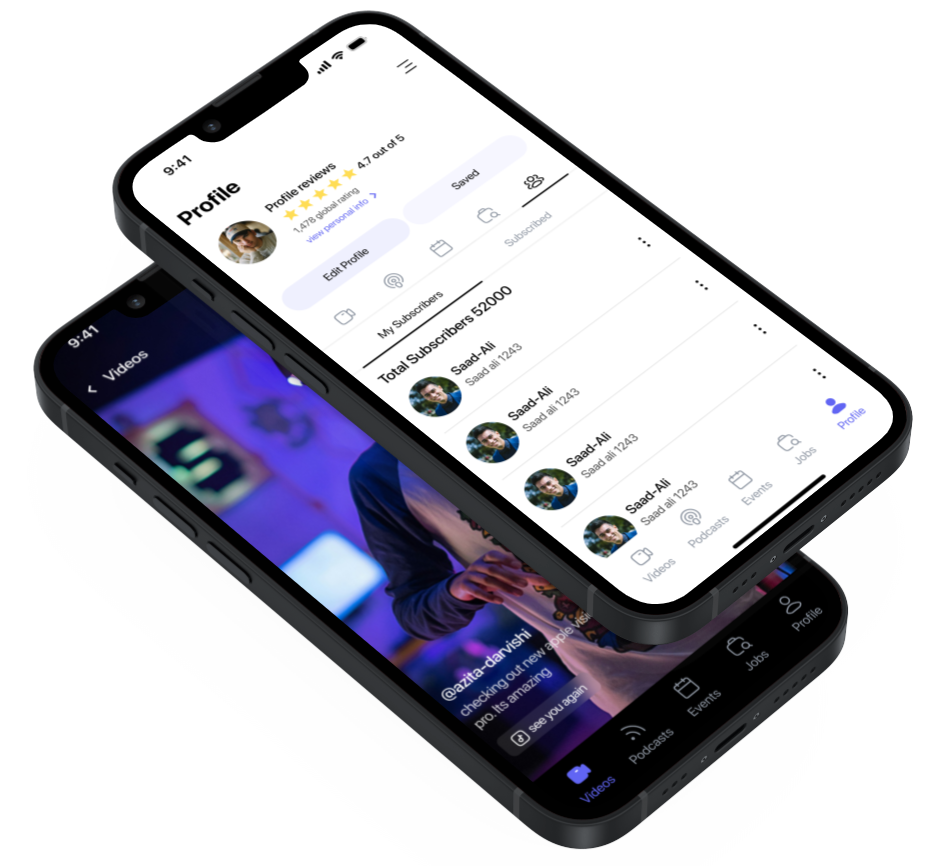 9:41
Profile
Profile reviews
4.7 out of 5
1,478 global rating
view personal info
Edit Profile
Saved
My Subscribers
Subscribed
Total Subscribers 52000
Saad-Ali
Saad ali 1243
Saad-Ali
Saad ali 1243
Saad-Ali
Saad ali 1243
Saad-Ali
Saad ali 1243
Videos
Podcasts
Events
Jobs
Profile
9:41
Videos
S
@azita-darvishi
checking out new apple
pro. Its amazing
see you again
Videos
Podcasts
Events
Jobs
Profile